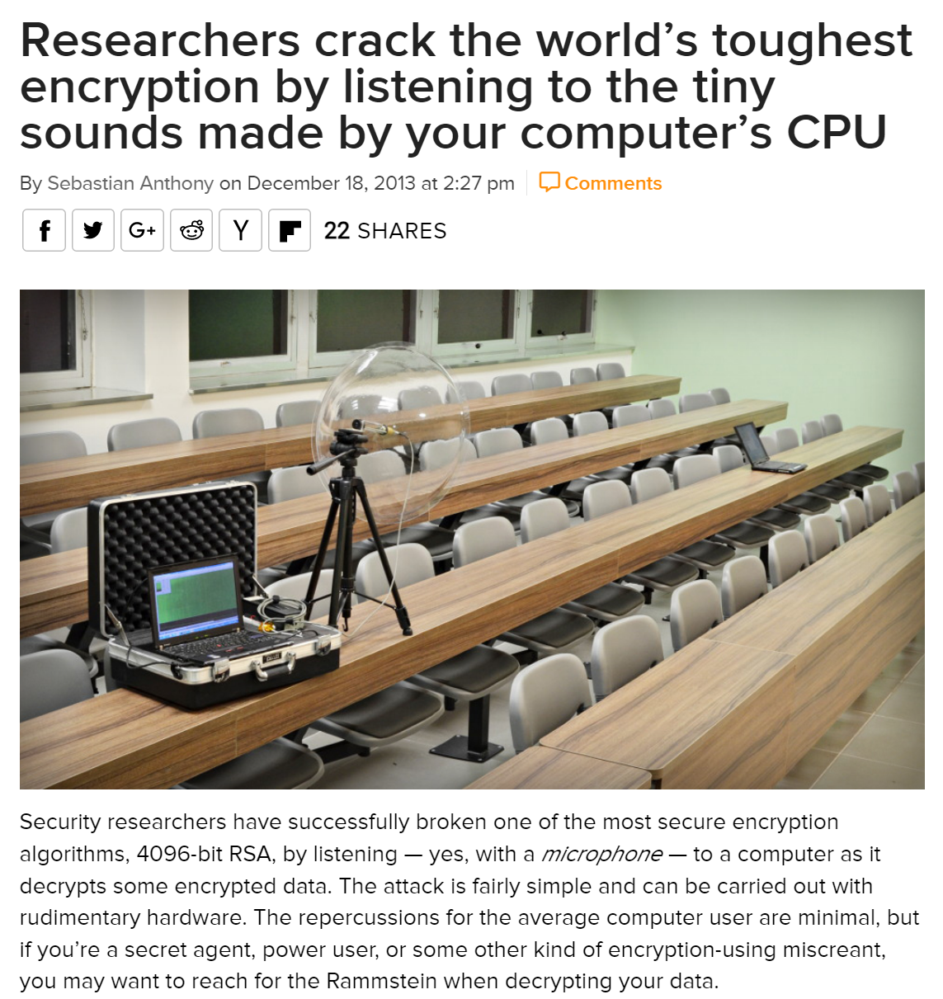 Researchers crack the world’s toughest
encryption by listening to the tiny
sounds made by your computer’s CPU
By Sebastian Anthony on December 18, 2013 at 2:27 pm Comments
f G+ Y 22 SHARES
Security researchers have successfully broken one of the most secure encryption
algorithms, 4096-bit RSA, by listening — yes, with a microphone — to a computer as it
decrypts some encrypted data. The attack is fairly simple and can be carried out with
rudimentary hardware. The repercussions for the average computer user are minimal, but
if you’re a secret agent, power user, or some other kind of encryption-using miscreant,
you may want to reach for the Rammstein when decrypting your data.